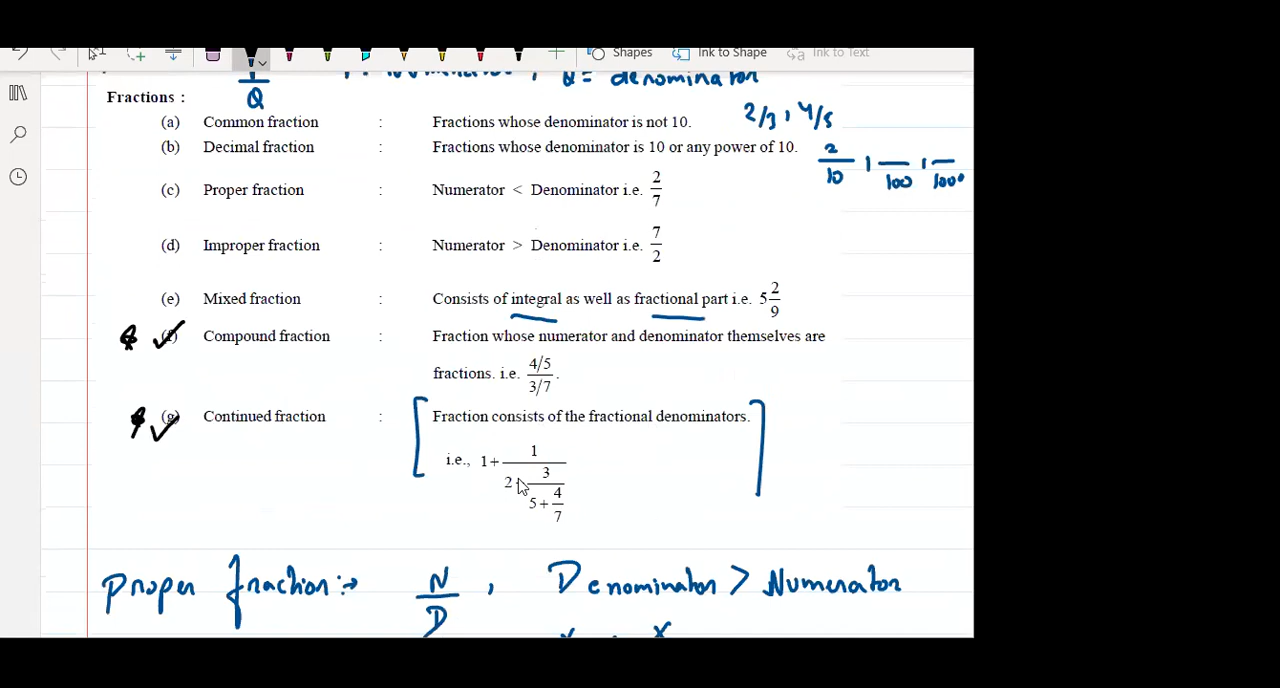 Shapes Ink to Shape Ink to Text
Q = denominator
Q
Fractions :
(a) Common fraction : Fractions whose denominator is not 10. 2/3, 4/5
(b) Decimal fraction : Fractions whose denominator is 10 or any power of 10. 2/10, —/100, —/1000
(c) Proper fraction : Numerator < Denominator i.e. 2/7
(d) Improper fraction : Numerator > Denominator i.e. 7/2
(e) Mixed fraction : Consists of integral as well as fractional part i.e. 5 2/9
(f) Compound fraction : Fraction whose numerator and denominator themselves are
fractions. i.e. 4/5 / 3/7 .
(g) Continued fraction : Fraction consists of the fractional denominators.
i.e., 1+ 1 / 2+ 3 / 5+ 4/7
Proper fraction :→ N/D , Denominator > Numerator